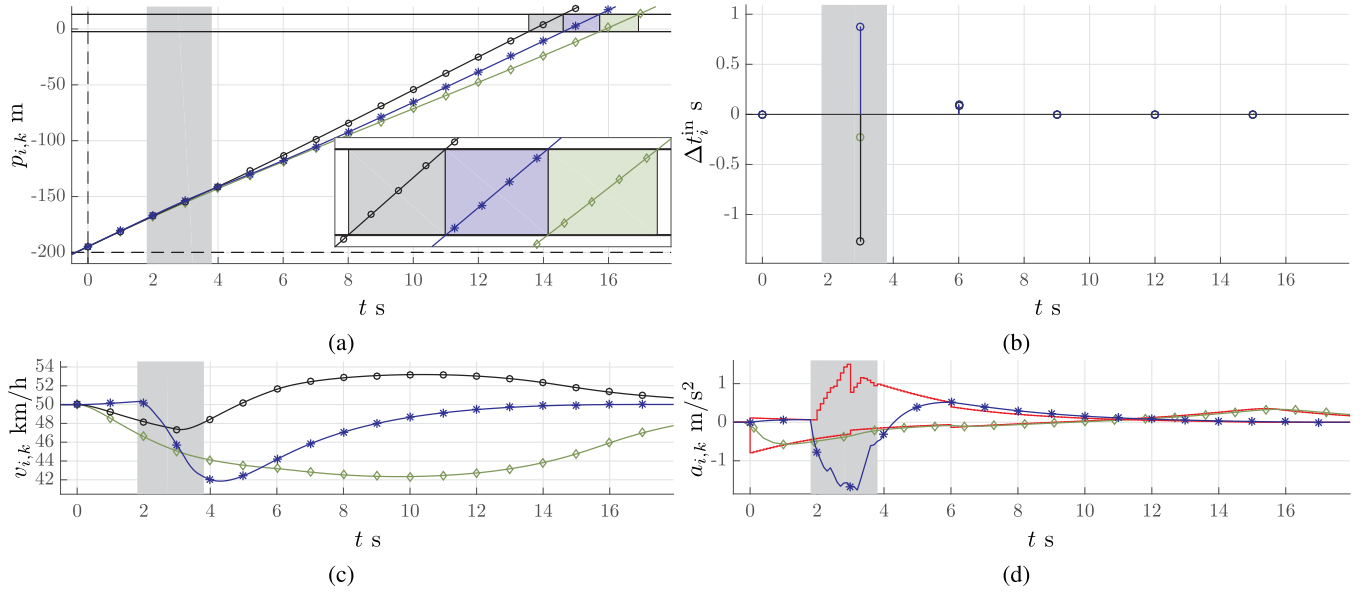 0
-50
-100
-150
-200
p_{i,k} m
0 2 4 6 8 10 12 14 16
t s
(a)
1
0.5
0
-0.5
-1
Δt_i^{in} s
0 2 4 6 8 10 12 14 16
t s
(b)
54
52
50
48
46
44
42
v_{i,k} km/h
0 2 4 6 8 10 12 14 16
t s
(c)
1
0
-1
a_{i,k} m/s²
0 2 4 6 8 10 12 14 16
t s
(d)